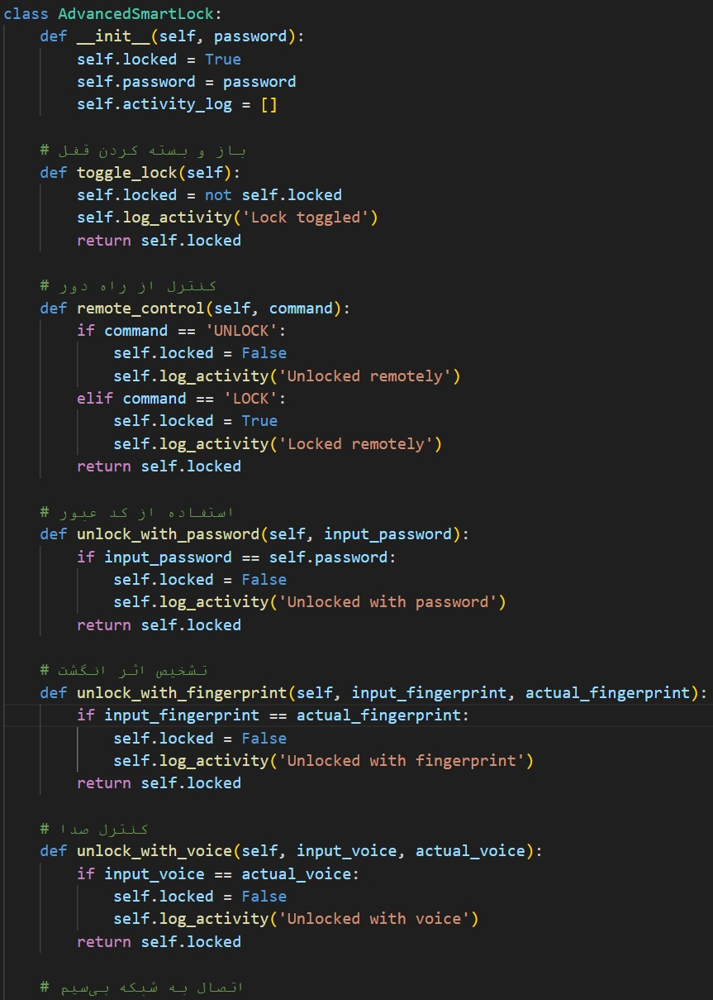 class AdvancedSmartLock:
    def __init__(self, password):
        self.locked = True
        self.password = password
        self.activity_log = []

    # باز و بسته کردن قفل
    def toggle_lock(self):
        self.locked = not self.locked
        self.log_activity('Lock toggled')
        return self.locked

    # کنترل از راه دور
    def remote_control(self, command):
        if command == 'UNLOCK':
            self.locked = False
            self.log_activity('Unlocked remotely')
        elif command == 'LOCK':
            self.locked = True
            self.log_activity('Locked remotely')
        return self.locked

    # استفاده از کد عبور
    def unlock_with_password(self, input_password):
        if input_password == self.password:
            self.locked = False
            self.log_activity('Unlocked with password')
        return self.locked

    # تشخیص اثر انگشت
    def unlock_with_fingerprint(self, input_fingerprint, actual_fingerprint):
        if input_fingerprint == actual_fingerprint:
            self.locked = False
            self.log_activity('Unlocked with fingerprint')
        return self.locked

    # کنترل صدا
    def unlock_with_voice(self, input_voice, actual_voice):
        if input_voice == actual_voice:
            self.locked = False
            self.log_activity('Unlocked with voice')
        return self.locked

    # اتصال به شبکه بی‌سیم